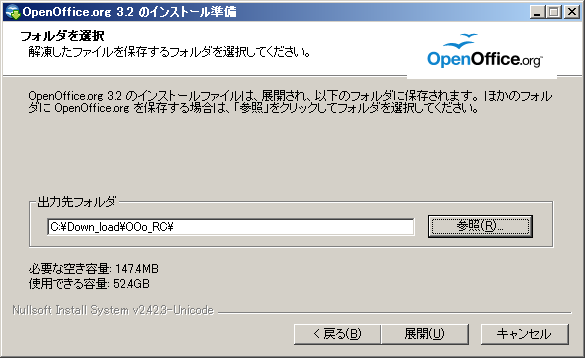 OpenOffice.org 3.2 のインストール準備
フォルダを選択
解凍したファイルを保存するフォルダを選択してください。
OpenOffice.org
OpenOffice.org 3.2 のインストールファイルは、展開され、以下のフォルダに保存されます。ほかのフォル
ダに OpenOffice.org を保存する場合は、「参照」をクリックしてフォルダを選択してください。
出力先フォルダ
C:¥Down_load¥OOo_RC¥
参照(R)...
必要な空き容量: 147.4MB
使用できる容量: 52.4GB
Nullsoft Install System v2.42.3-Unicode
< 戻る(B)
展開(U)
キャンセル